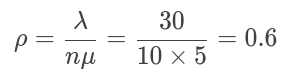 ρ = λ / nμ = 30 / 10 × 5 = 0.6